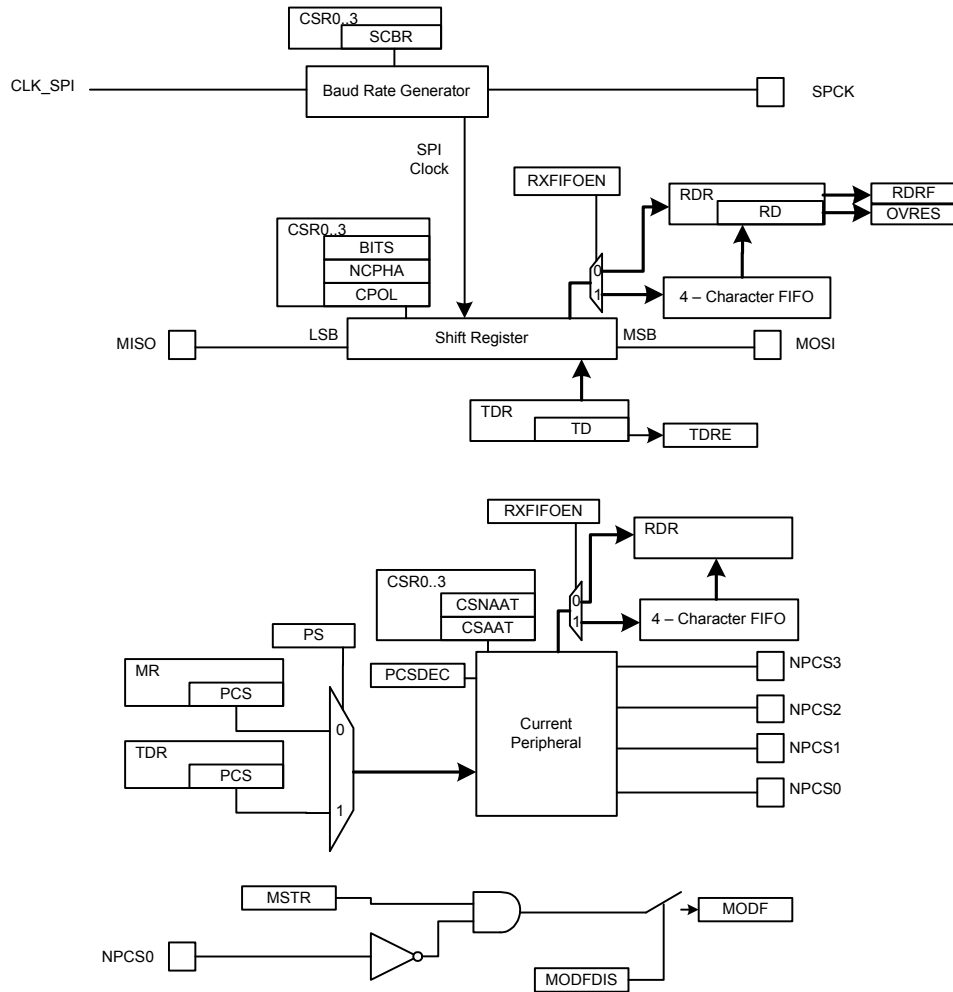 CSR0..3
SCBR
CLK_SPI
Baud Rate Generator
SPCK
SPI
Clock
RXFIFOEN
RDR
RD
RDRF
OVRES
CSR0..3
BITS
NCPHA
CPOL
0
1
4 – Character FIFO
MISO
LSB
Shift Register
MSB
MOSI
TDR
TD
TDRE
RXFIFOEN
RDR
CSR0..3
CSNAAT
CSAAT
0
1
4 – Character FIFO
PS
MR
PCS
PCSDEC
NPCS3
0
Current
Peripheral
NPCS2
TDR
PCS
NPCS1
1
NPCS0
MSTR
MODF
NPCS0
MODFDIS